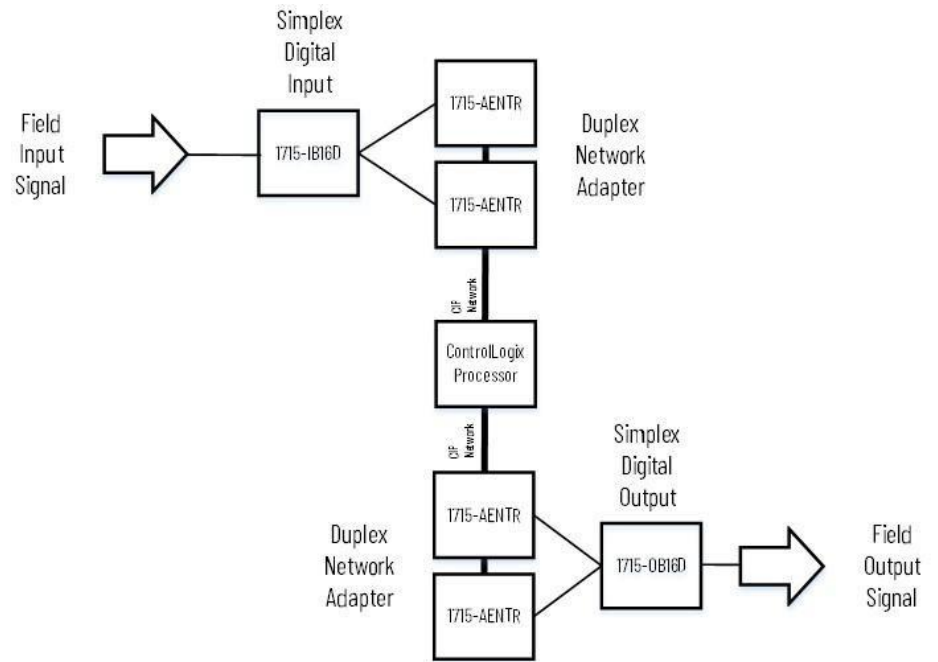 Simplex
Digital
Input
Field
Input
Signal
1715-IB16D
1715-AENTR
1715-AENTR
Duplex
Network
Adapter
CIP
Network
ControlLogix
Processor
CIP
Network
Simplex
Digital
Output
Duplex
Network
Adapter
1715-AENTR
1715-AENTR
1715-OB16D
Field
Output
Signal